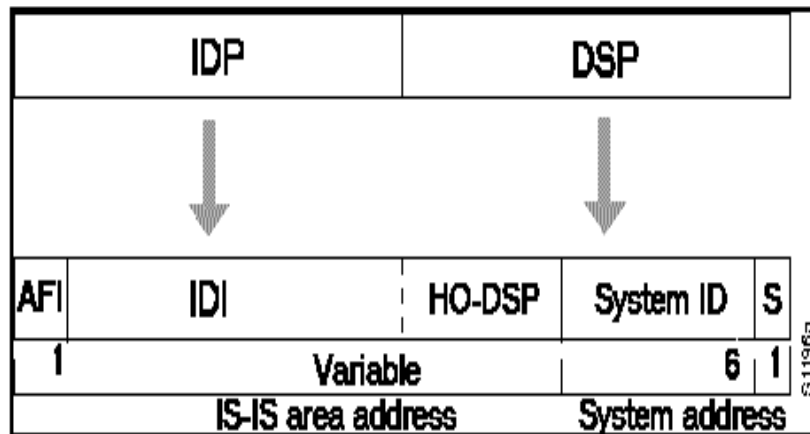 IDP DSP
AFI IDI HO-DSP System ID S
1 Variable 6 1
IS-IS area address System address